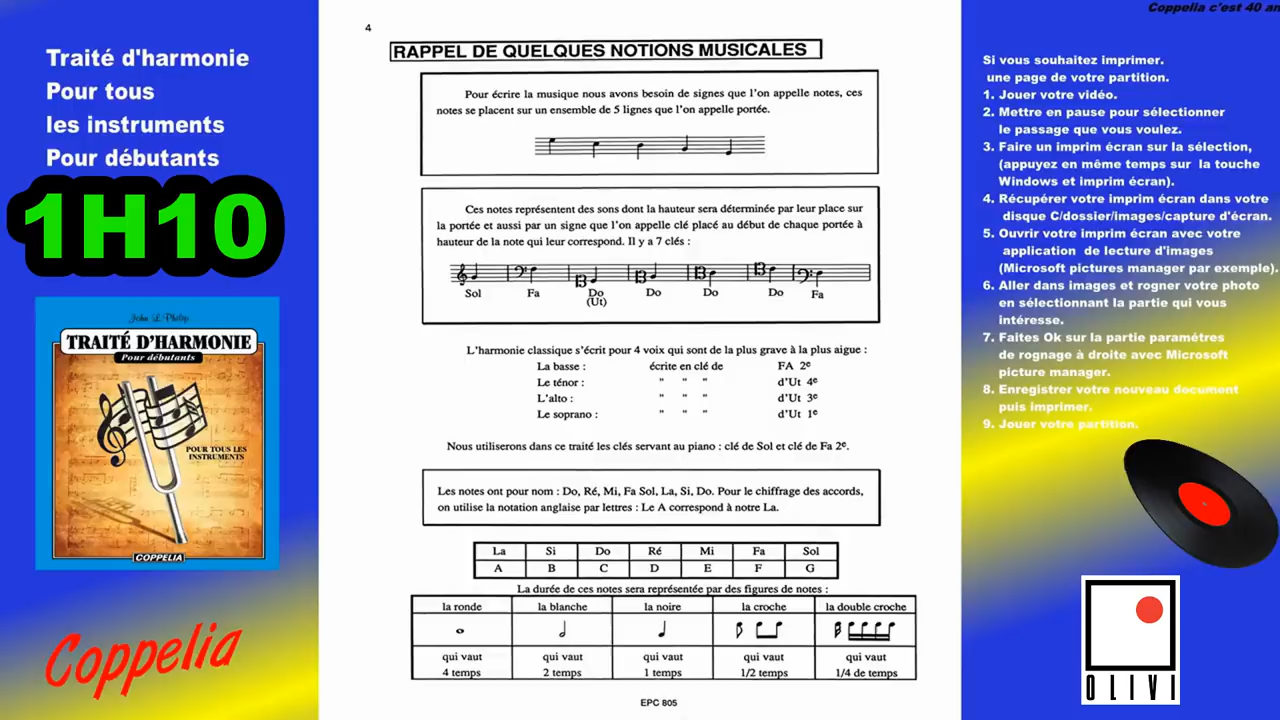 Traité d'harmonie
Pour tous
les instruments
Pour débutants
1H10
John L Philip
TRAITÉ D'HARMONIE
Pour débutants
POUR TOUS LES
INSTRUMENTS
COPPELIA
Coppelia
4
RAPPEL DE QUELQUES NOTIONS MUSICALES
Pour écrire la musique nous avons besoin de signes que l'on appelle notes, ces
notes se placent sur un ensemble de 5 lignes que l'on appelle portée.
Ces notes représentent des sons dont la hauteur sera déterminée par leur place sur
la portée et aussi par un signe que l'on appelle clé placé au début de chaque portée à
hauteur de la note qui leur correspond. Il y a 7 clés :
Sol Fa Do Do Do Do Fa
(Ut)
L'harmonie classique s'écrit pour 4 voix qui sont de la plus grave à la plus aigue :
La basse : écrite en clé de FA 2e
Le ténor : " " " d'Ut 4e
L'alto : " " " d'Ut 3e
Le soprano : " " " d'Ut 1e
Nous utiliserons dans ce traité les clés servant au piano : clé de Sol et clé de Fa 2e.
Les notes ont pour nom : Do, Ré, Mi, Fa Sol, La, Si, Do. Pour le chiffrage des accords,
on utilise la notation anglaise par lettres : Le A correspond à notre La.
La Si Do Ré Mi Fa Sol
A B C D E F G
La durée de ces notes sera représentée par des figures de notes :
la ronde la blanche la noire la croche la double croche
qui vaut qui vaut qui vaut qui vaut qui vaut
4 temps 2 temps 1 temps 1/2 temps 1/4 de temps
EPC 805
Coppelia c'est 40 an
Si vous souhaitez imprimer.
une page de votre partition.
1. Jouer votre vidéo.
2. Mettre en pause pour sélectionner
le passage que vous voulez.
3. Faire un imprim écran sur la sélection,
(appuyez en même temps sur la touche
Windows et imprim écran).
4. Récupérer votre imprim écran dans votre
disque C/dossier/images/capture d'écran.
5. Ouvrir votre imprim écran avec votre
application de lecture d'images
(Microsoft pictures manager par exemple).
6. Aller dans images et rogner votre photo
en sélectionnant la partie qui vous
intéresse.
7. Faites Ok sur la partie paramétres
de rognage à droite avec Microsoft
picture manager.
8. Enregistrer votre nouveau document
puis imprimer.
9. Jouer votre partition.
OLIVI